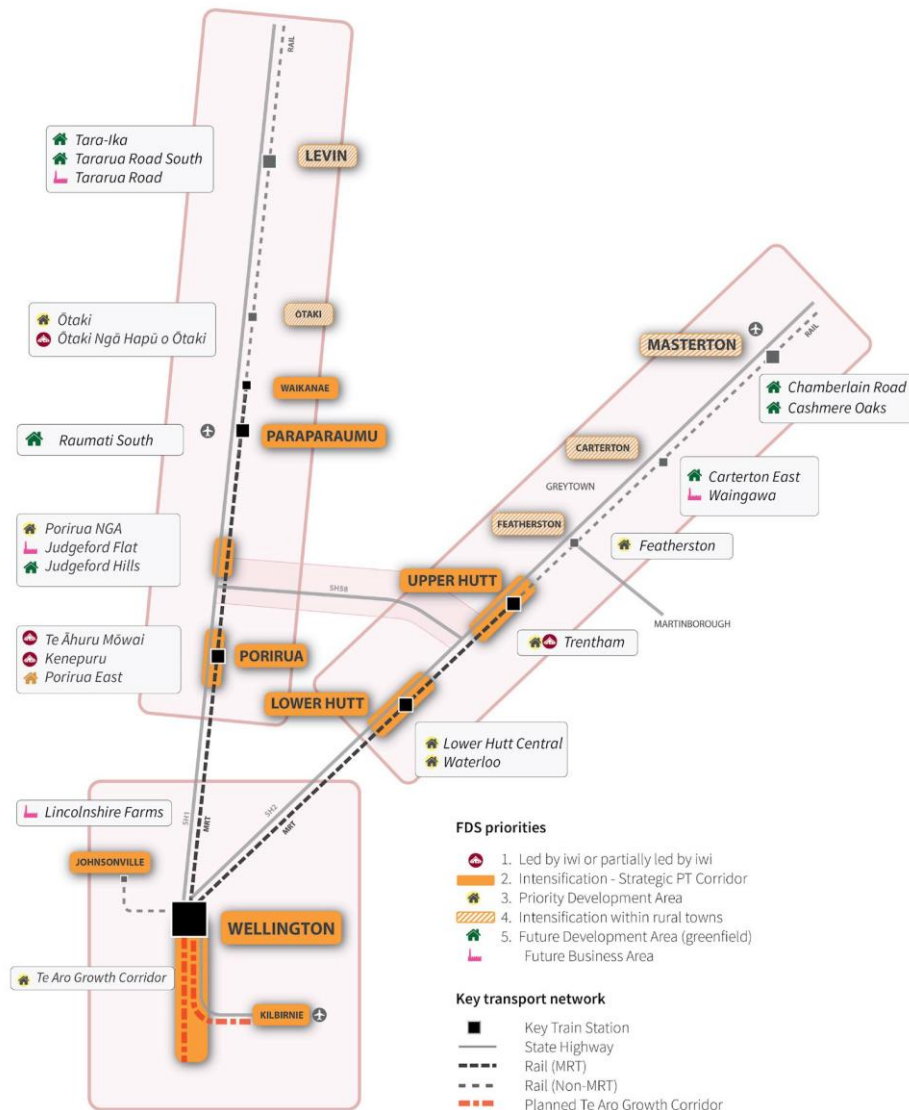 RAIL
Tara-Ika
Tararua Road South
Tararua Road
LEVIN
Ōtaki
Ōtaki Ngā Hapū o Ōtaki
ŌTAKI
WAIKANAE
PARAPARAUMU
Raumati South
MASTERTON
RAIL
Chamberlain Road
Cashmere Oaks
CARTERTON
GREYTOWN
Carterton East
Waingawa
FEATHERSTON
Featherston
Porirua NGA
Judgeford Flat
Judgeford Hills
SH58
UPPER HUTT
MARTINBOROUGH
Trentham
Te Āhuru Mōwai
Kenepuru
Porirua East
PORIRUA
LOWER HUTT
Lower Hutt Central
Waterloo
Lincolnshire Farms
SH1
MRT
SH2
MRT
JOHNSONVILLE
WELLINGTON
Te Aro Growth Corridor
KILBIRNIE
FDS priorities
1. Led by iwi or partially led by iwi
2. Intensification - Strategic PT Corridor
3. Priority Development Area
4. Intensification within rural towns
5. Future Development Area (greenfield)
Future Business Area
Key transport network
Key Train Station
State Highway
Rail (MRT)
Rail (Non-MRT)
Planned Te Aro Growth Corridor